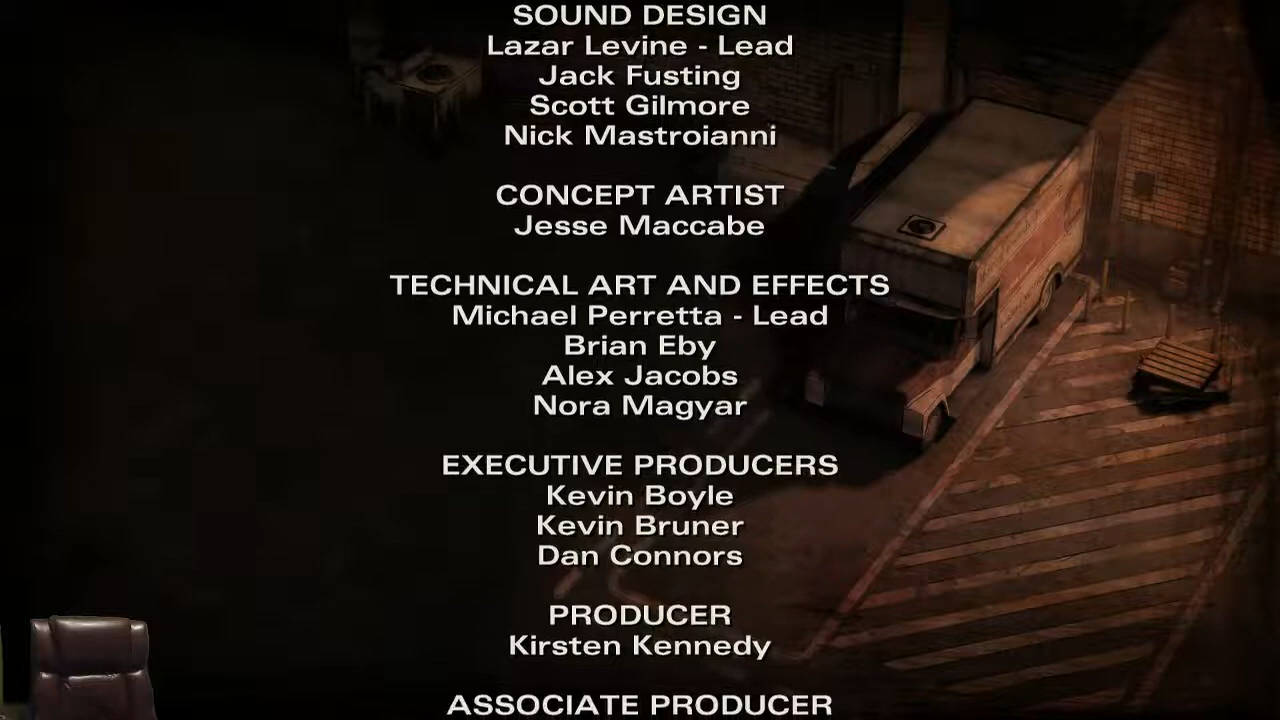 SOUND DESIGN
Lazar Levine - Lead
Jack Fusting
Scott Gilmore
Nick Mastroianni
CONCEPT ARTIST
Jesse Maccabe
TECHNICAL ART AND EFFECTS
Michael Perretta - Lead
Brian Eby
Alex Jacobs
Nora Magyar
EXECUTIVE PRODUCERS
Kevin Boyle
Kevin Bruner
Dan Connors
PRODUCER
Kirsten Kennedy
ASSOCIATE PRODUCER